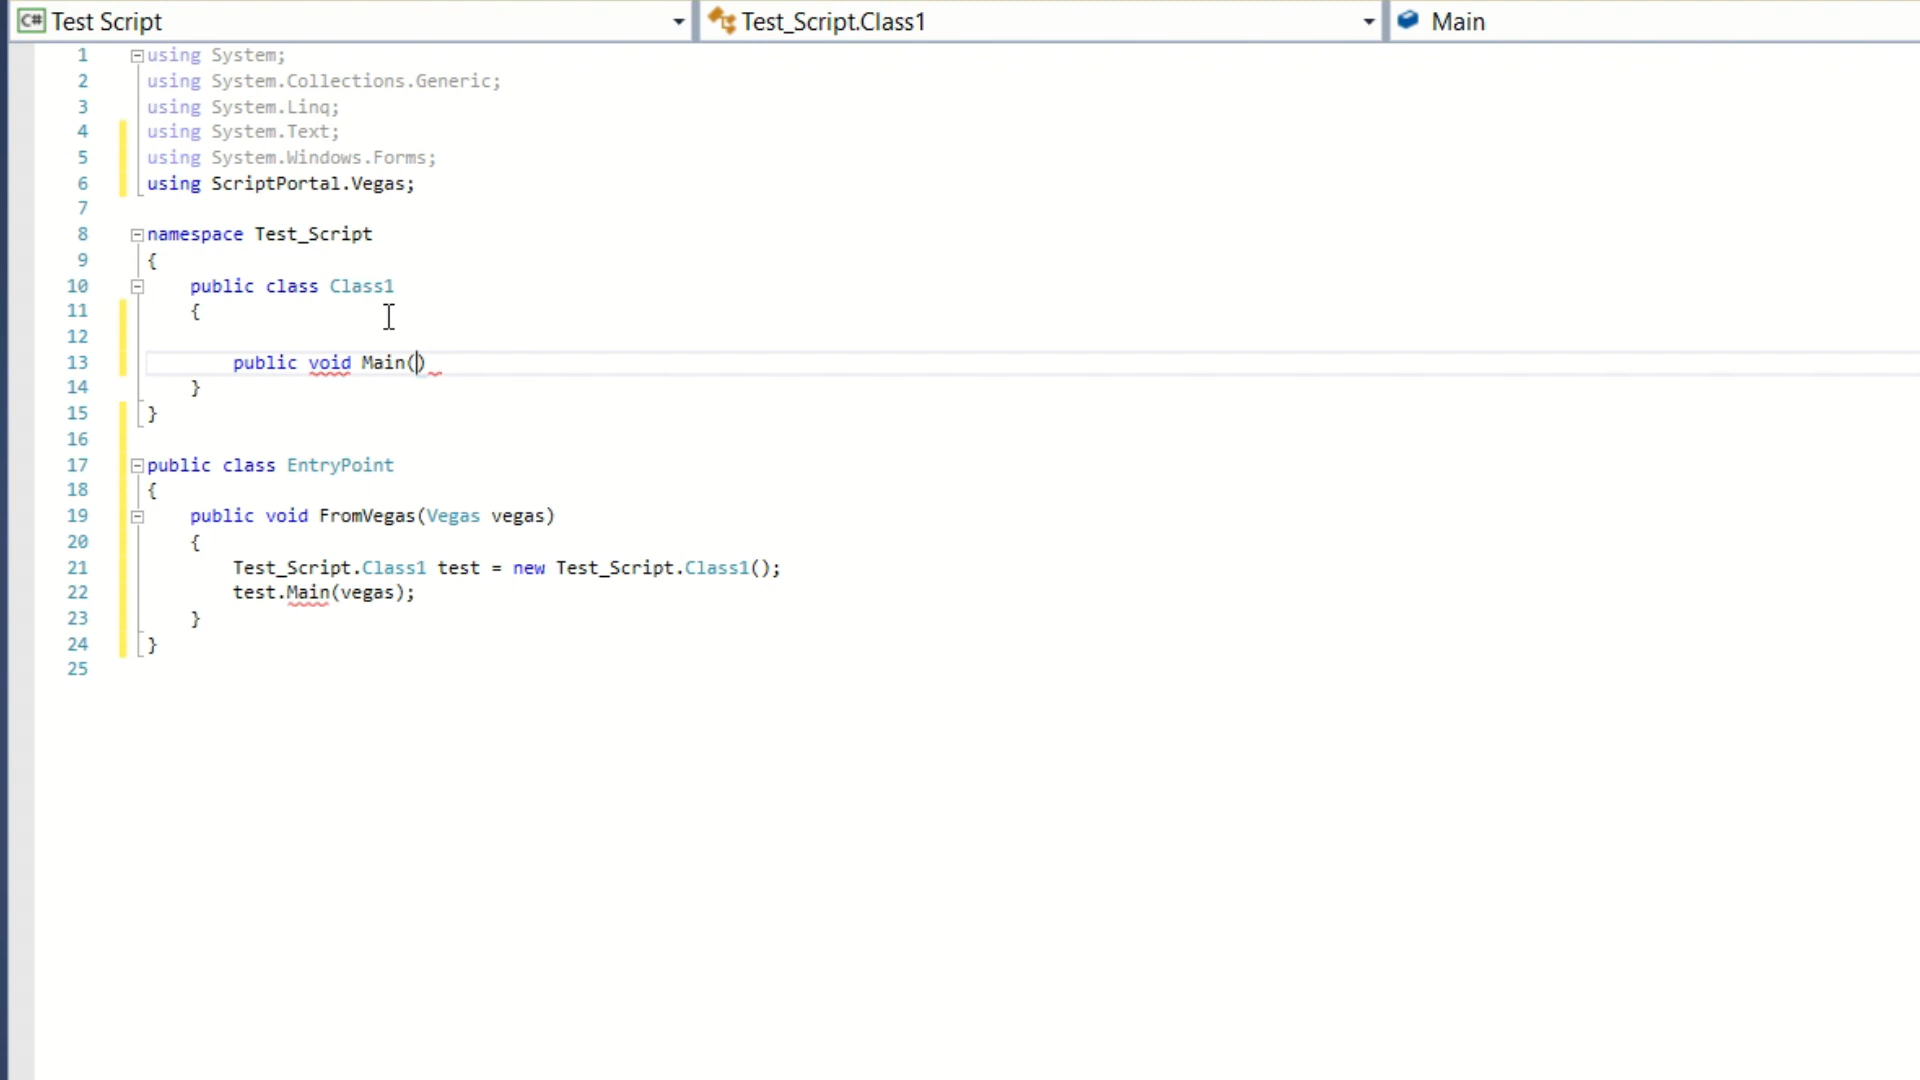 C# Test Script Test_Script.Class1 Main
1 using System;
2 using System.Collections.Generic;
3 using System.Linq;
4 using System.Text;
5 using System.Windows.Forms;
6 using ScriptPortal.Vegas;
7
8 namespace Test_Script
9 {
10 public class Class1
11 {
12
13 public void Main()
14 }
15 }
16
17 public class EntryPoint
18 {
19 public void FromVegas(Vegas vegas)
20 {
21 Test_Script.Class1 test = new Test_Script.Class1();
22 test.Main(vegas);
23 }
24 }
25